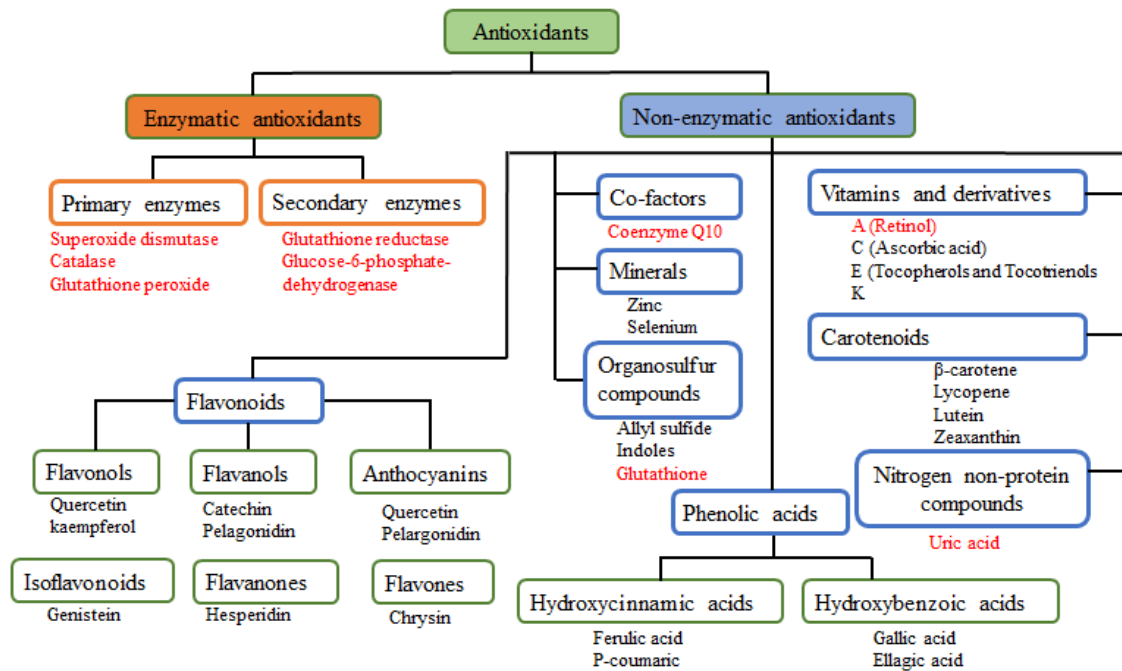 Antioxidants
Enzymatic antioxidants
Non-enzymatic antioxidants
Primary enzymes
Superoxide dismutase
Catalase
Glutathione peroxide
Secondary enzymes
Glutathione reductase
Glucose-6-phosphate-
dehydrogenase
Co-factors
Coenzyme Q10
Minerals
Zinc
Selenium
Organosulfur
compounds
Allyl sulfide
Indoles
Glutathione
Vitamins and derivatives
A (Retinol)
C (Ascorbic acid)
E (Tocopherols and Tocotrienols
K
Carotenoids
β-carotene
Lycopene
Lutein
Zeaxanthin
Nitrogen non-protein
compounds
Uric acid
Flavonoids
Flavonols
Quercetin
kaempferol
Flavanols
Catechin
Pelagonidin
Anthocyanins
Quercetin
Pelargonidin
Isoflavonoids
Genistein
Flavanones
Hesperidin
Flavones
Chrysin
Phenolic acids
Hydroxycinnamic acids
Ferulic acid
P-coumaric
Hydroxybenzoic acids
Gallic acid
Ellagic acid